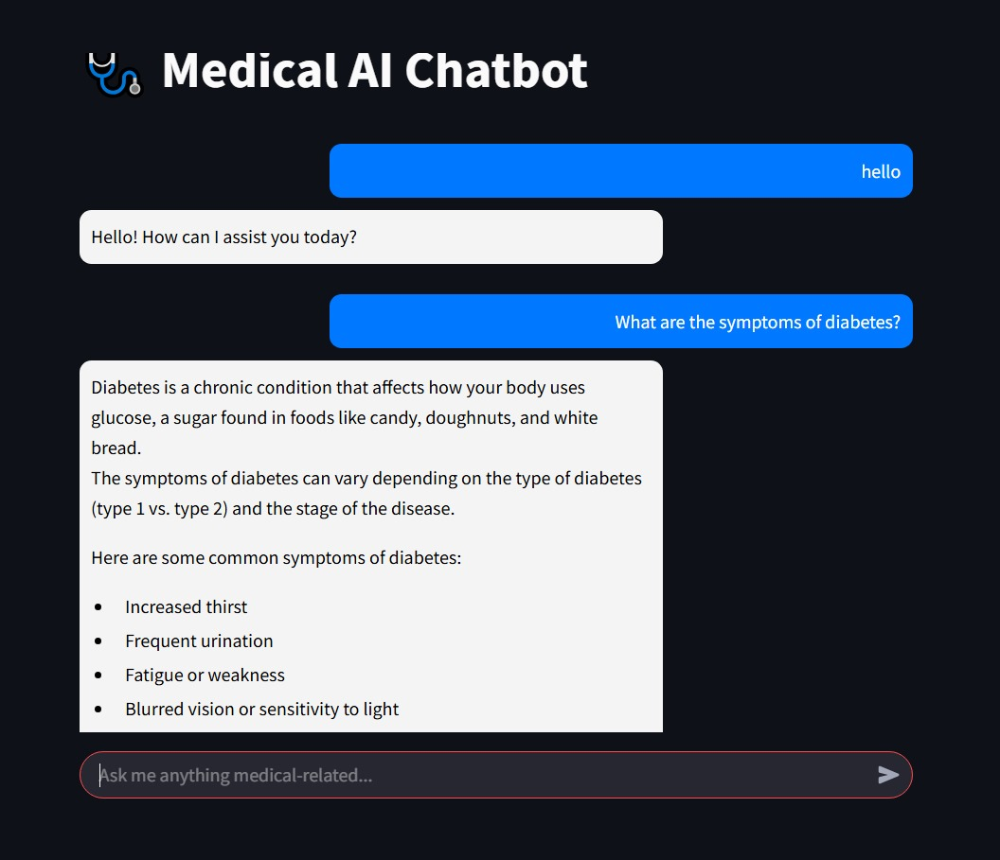 Medical AI Chatbot
hello
Hello! How can I assist you today?
What are the symptoms of diabetes?
Diabetes is a chronic condition that affects how your body uses
glucose, a sugar found in foods like candy, doughnuts, and white
bread.
The symptoms of diabetes can vary depending on the type of diabetes
(type 1 vs. type 2) and the stage of the disease.
Here are some common symptoms of diabetes:
• Increased thirst
• Frequent urination
• Fatigue or weakness
• Blurred vision or sensitivity to light
Ask me anything medical-related...